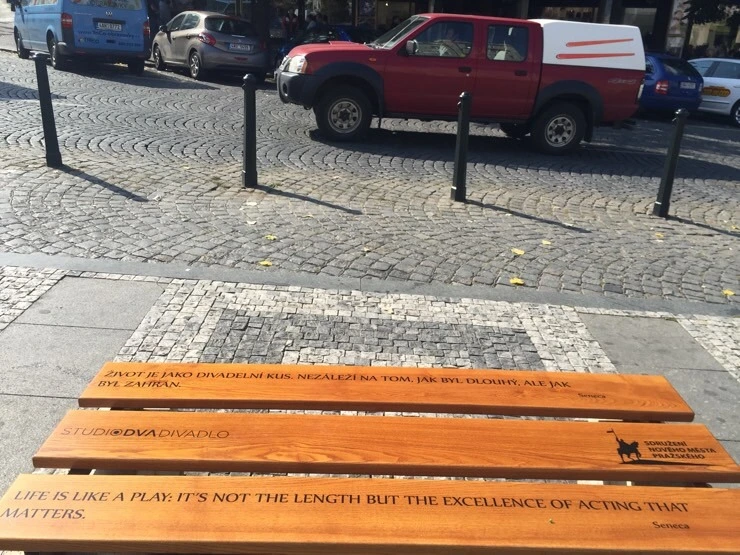 ŽIVOT JE JAKO DIVADELNÍ KUS. NEZÁLEŽÍ NA TOM, JAK BYL DLOUHÝ, ALE JAK
BYL ZAHRÁN.
Seneca
STUDIODVADIVADLO
SDRUŽENÍ
NOVÉHO MĚSTA
PRAŽSKÉHO
LIFE IS LIKE A PLAY: IT'S NOT THE LENGTH BUT THE EXCELLENCE OF ACTING THAT
MATTERS.
Seneca